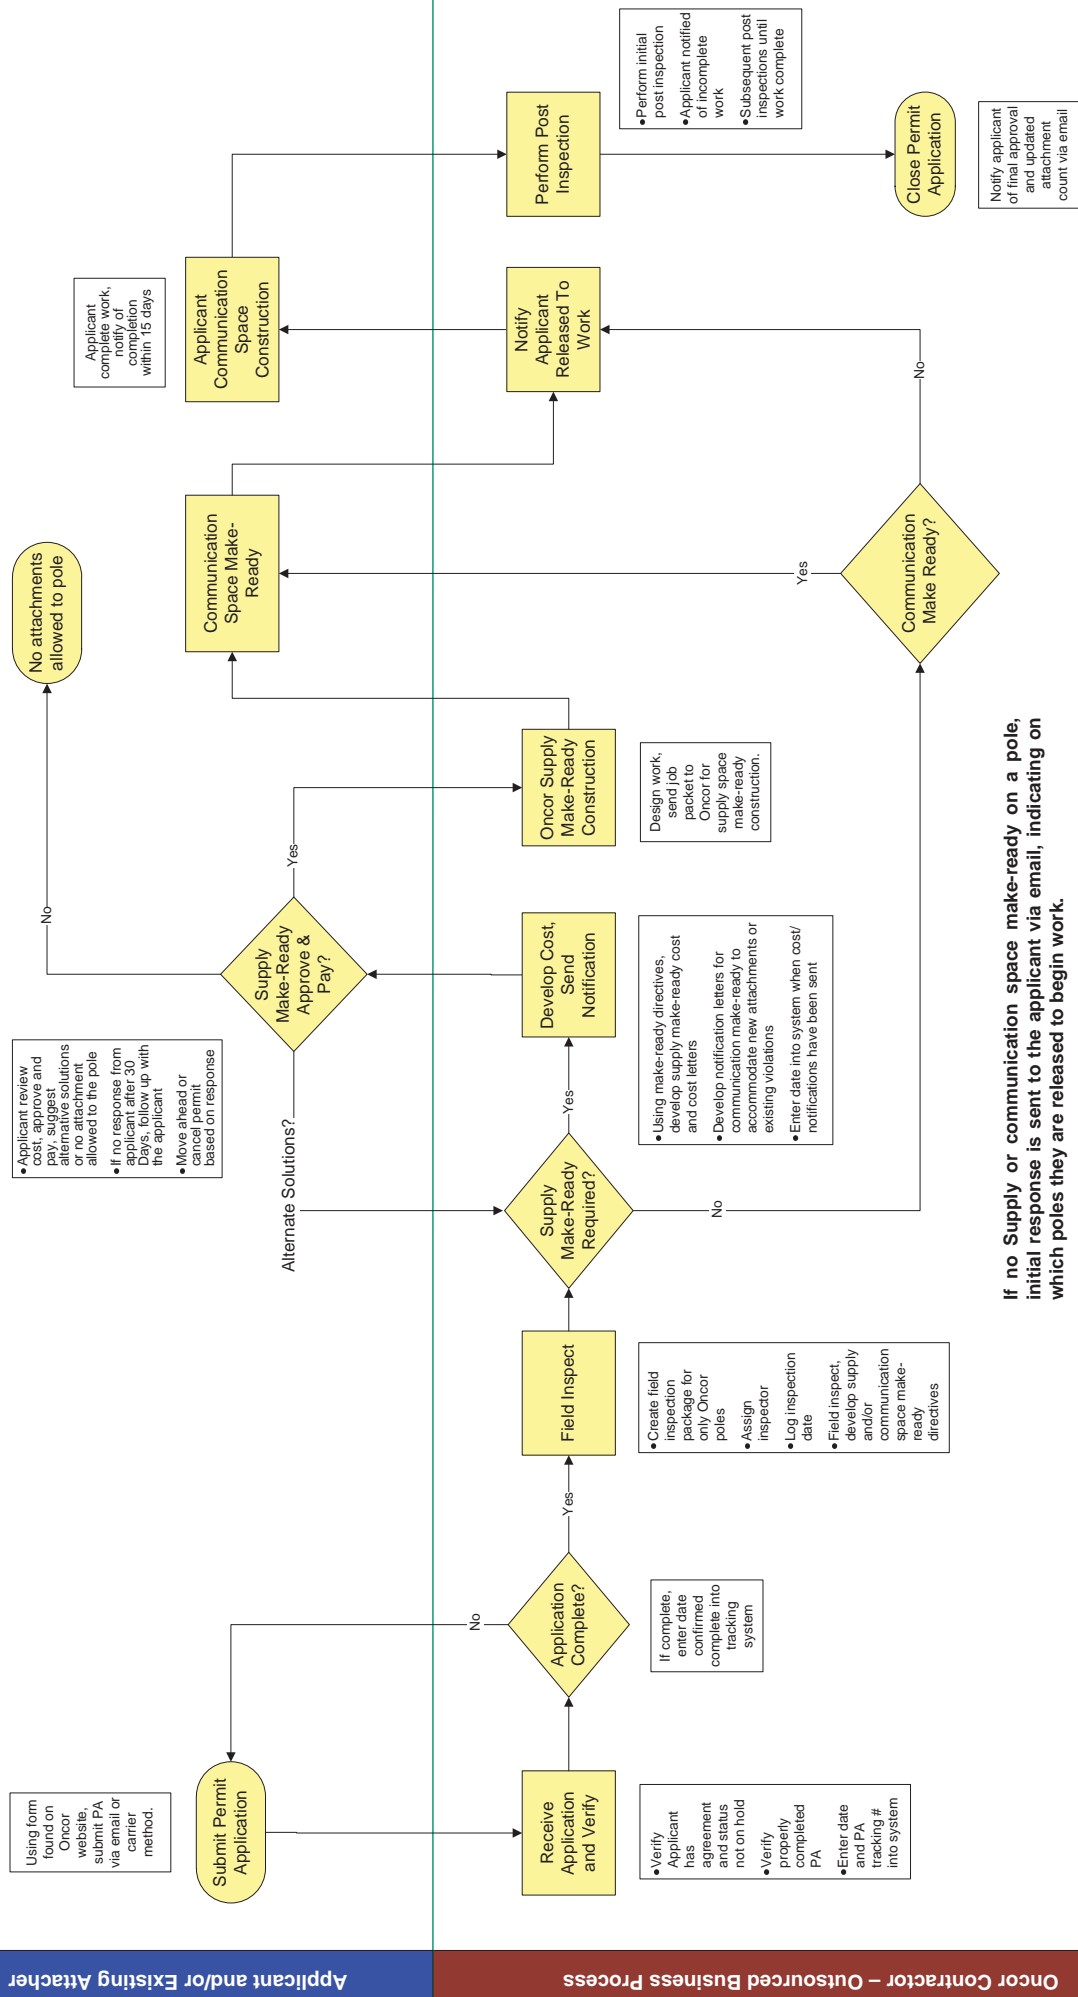 Applicant and/or Existing Attacher
Oncor Contractor – Outsourced Business Process
Using form
found on
Oncor
website,
submit PA
via email or
carrier
method.
Submit Permit
Application
Receive
Application
and Verify
•Verify
Applicant
has
agreement
and status
not on hold
•Verify
properly
completed
PA
•Enter date
and PA
tracking #
into system
No
Application
Complete?
If complete,
enter date
confirmed
complete into
tracking
system
Yes
Field Inspect
•Create field
inspection
package for
only Oncor
poles
•Assign
inspector
•Log inspection
date
•Field inspect,
develop supply
and/or
communication
space make-
ready
directives
•Applicant review
cost, approve and
pay, suggest
alternative solutions
or no attachment
allowed to the pole
•If no response from
applicant after 30
Days, follow up with
the applicant
•Move ahead or
cancel permit
based on response
Alternate Solutions?
Supply
Make-Ready
Required?
No
Yes
Develop Cost,
Send
Notification
•Using make-ready directives,
develop supply make-ready cost
and cost letters
•Develop notification letters for
communication make-ready to
accommodate new attachments or
existing violations
•Enter date into system when cost/
notifications have been sent
Supply
Make-Ready
Approve &
Pay?
No
Yes
No attachments
allowed to pole
Oncor Supply
Make-Ready
Construction
Design work,
send job
packet to
Oncor for
supply space
make-ready
construction.
Communication
Space Make-
Ready
Yes
Communication
Make Ready?
No
Notify
Applicant
Released To
Work
Applicant
complete work,
notify of
completion
within 15 days
Applicant
Communication
Space
Construction
Perform Post
Inspection
•Perform initial
post inspection
•Applicant notified
of incomplete
work
•Subsequent post
inspections until
work complete
Close Permit
Application
Notify applicant
of final approval
and updated
attachment
count via email
If no Supply or communication space make-ready on a pole,
initial response is sent to the applicant via email, indicating on
which poles they are released to begin work.